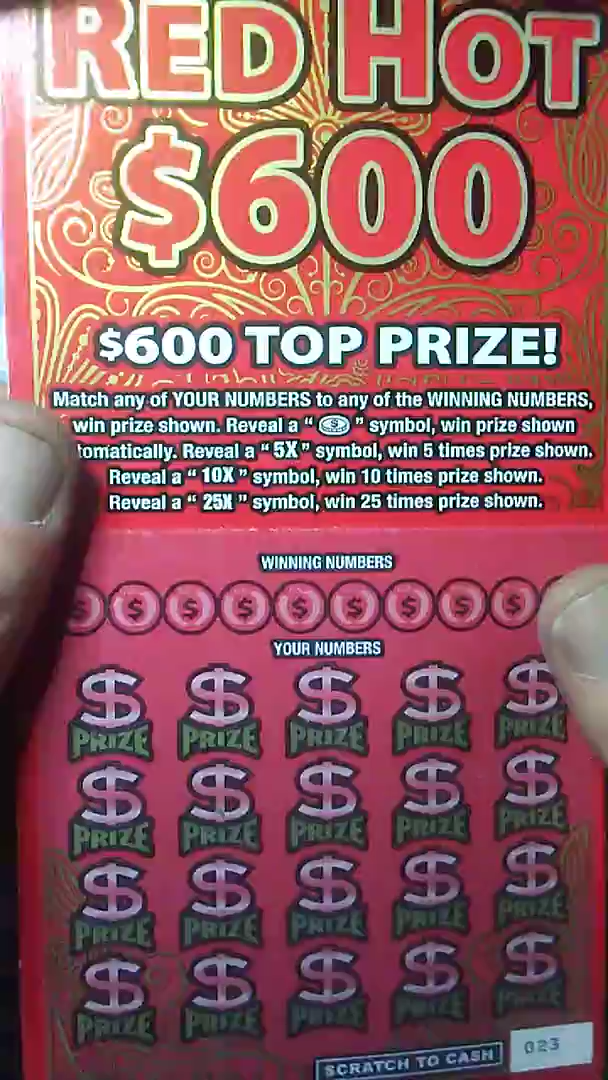 RED HOT
$600
$600 TOP PRIZE!
Match any of YOUR NUMBERS to any of the WINNING NUMBERS,
win prize shown. Reveal a " $ " symbol, win prize shown
tomatically. Reveal a " 5X " symbol, win 5 times prize shown.
Reveal a " 10X " symbol, win 10 times prize shown.
Reveal a " 25X " symbol, win 25 times prize shown.
WINNING NUMBERS
$ $ $ $ $ $ $ $ $
YOUR NUMBERS
$ $ $ $ $
PRIZE PRIZE PRIZE PRIZE PRIZE
$ $ $ $ $
PRIZE PRIZE PRIZE PRIZE PRIZE
$ $ $ $ $
PRIZE PRIZE PRIZE PRIZE PRIZE
$ $ $ $ $
PRIZE PRIZE PRIZE PRIZE PRIZE
SCRATCH TO CASH
023